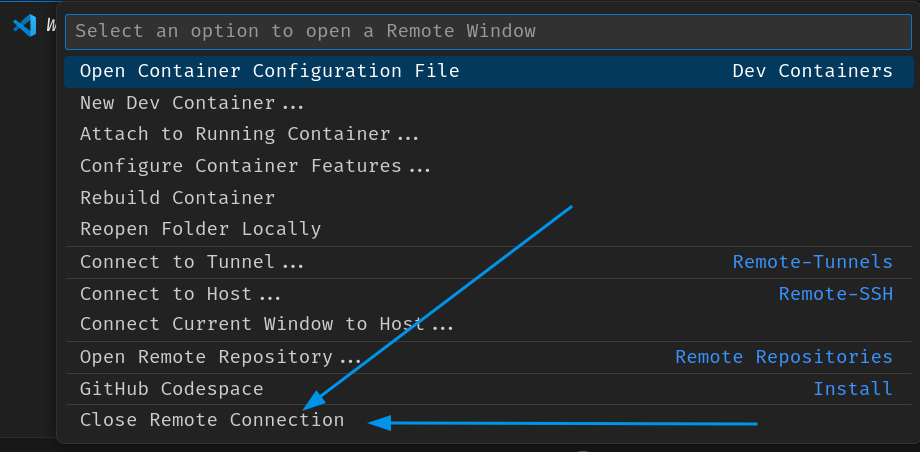 Select an option to open a Remote Window
Open Container Configuration File Dev Containers
New Dev Container...
Attach to Running Container...
Configure Container Features...
Rebuild Container
Reopen Folder Locally
Connect to Tunnel... Remote-Tunnels
Connect to Host... Remote-SSH
Connect Current Window to Host...
Open Remote Repository... Remote Repositories
GitHub Codespace Install
Close Remote Connection